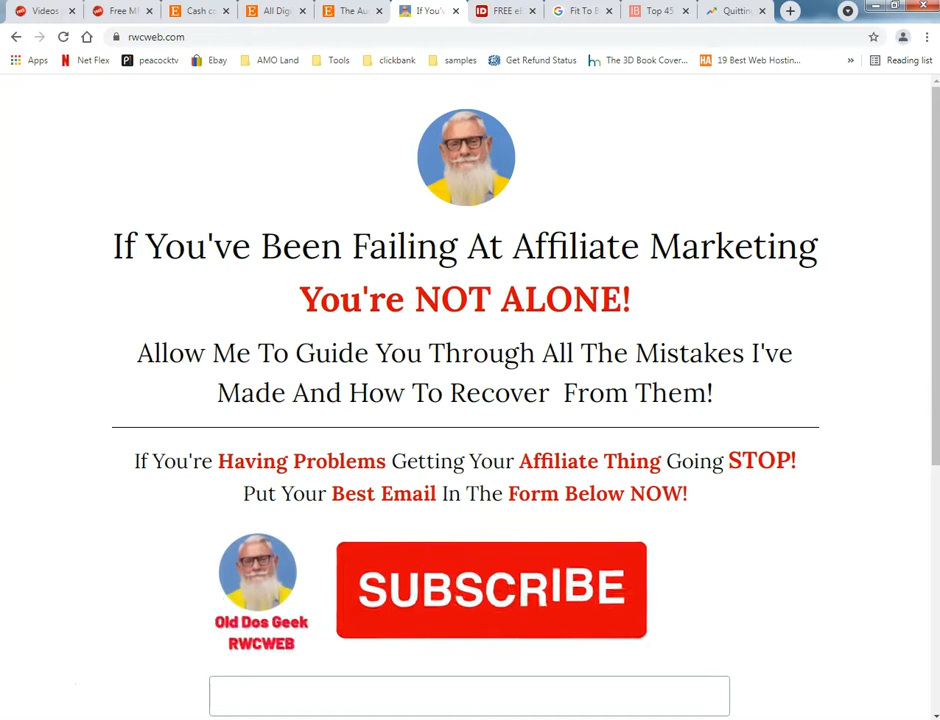 Videos
Free M
Cash co
All Digi
The Au
If You'v
FREE e
Fit To B
Top 45
Quittin
rwcweb.com
Apps
Net Flex
peacocktv
Ebay
AMO Land
Tools
clickbank
samples
Get Refund Status
The 3D Book Cover...
19 Best Web Hostin...
Reading list
If You've Been Failing At Affiliate Marketing
You're NOT ALONE!
Allow Me To Guide You Through All The Mistakes I've
Made And How To Recover From Them!
If You're Having Problems Getting Your Affiliate Thing Going STOP!
Put Your Best Email In The Form Below NOW!
SUBSCRIBE
Old Dos Geek
RWCWEB